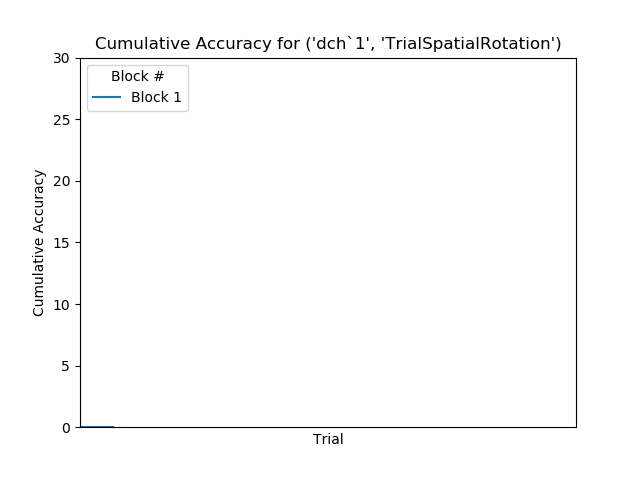 Cumulative Accuracy for ('dch`1', 'TrialSpatialRotation')
30
Block #
Block 1
25
20
15
10
5
0
Cumulative Accuracy
Trial